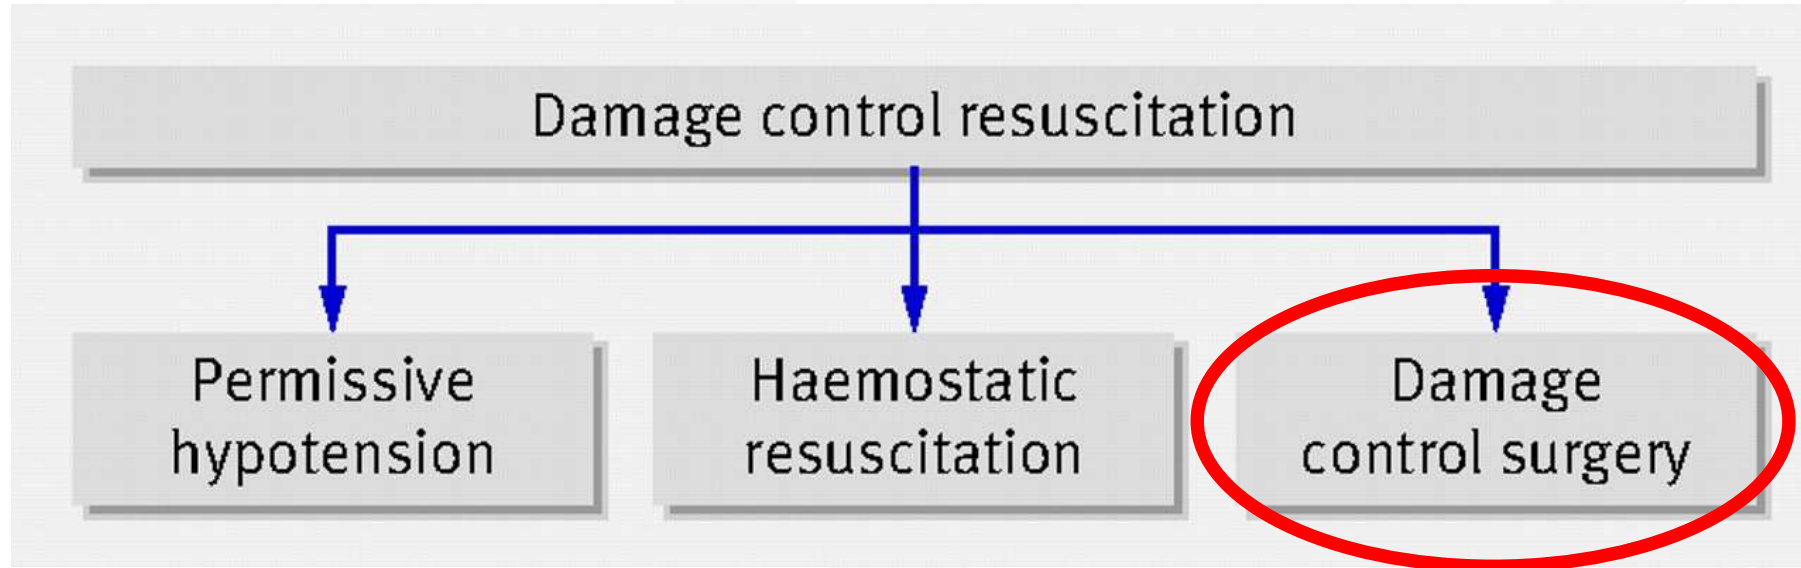 Damage control resuscitation
Permissive
hypotension
Haemostatic
resuscitation
Damage
control surgery